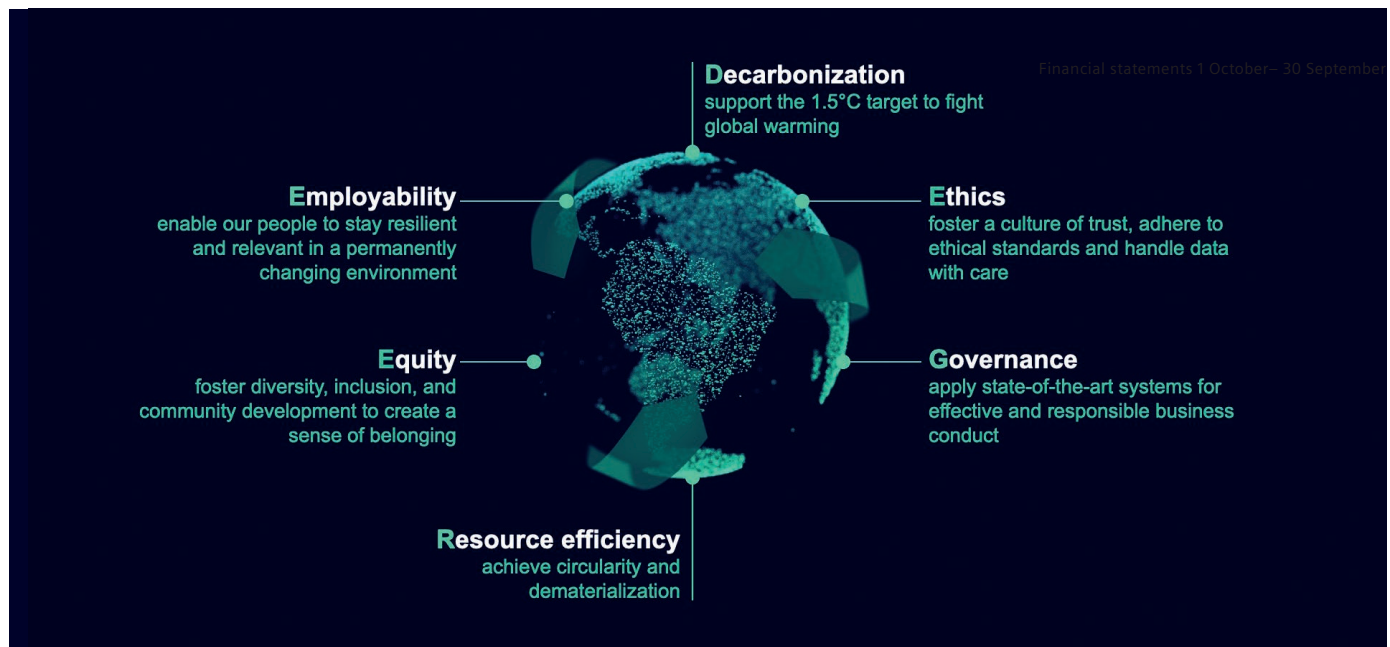 Decarbonization
support the 1.5°C target to fight
global warming
Financial statements 1 October– 30 September
Ethics
foster a culture of trust, adhere to
ethical standards and handle data
with care
Governance
apply state-of-the-art systems for
effective and responsible business
conduct
Resource efficiency
achieve circularity and
dematerialization
Equity
foster diversity, inclusion, and
community development to create a
sense of belonging
Employability
enable our people to stay resilient
and relevant in a permanently
changing environment